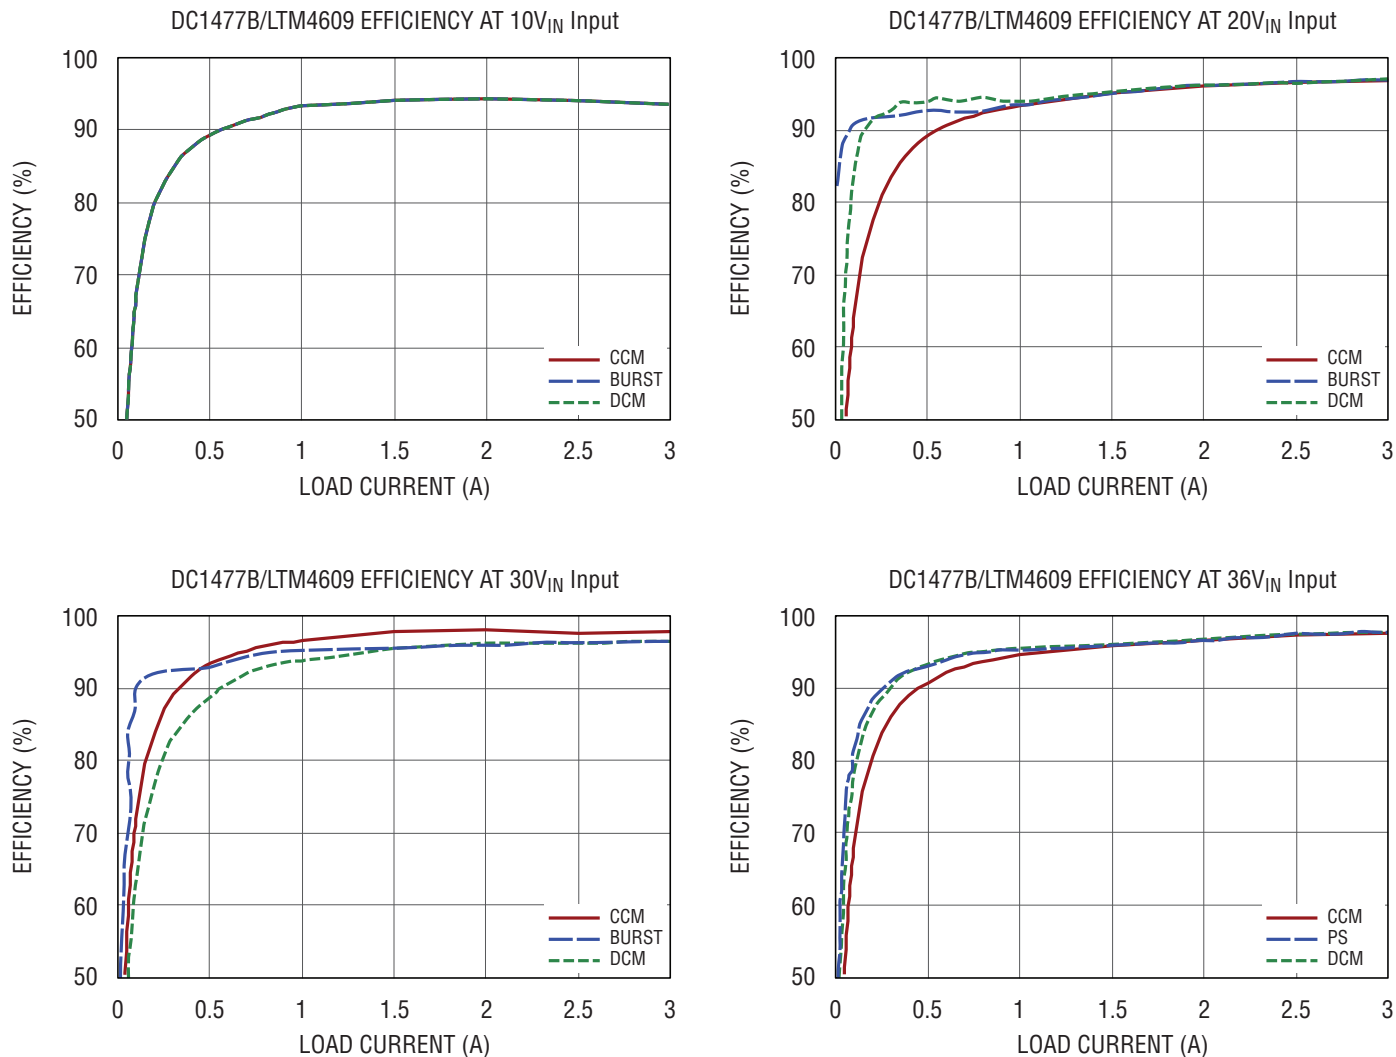 DC1477B/LTM4609 EFFICIENCY AT 10VIN Input
100
90
80
70
60
50
EFFICIENCY (%)
CCM
BURST
DCM
0 0.5 1 1.5 2 2.5 3
LOAD CURRENT (A)
DC1477B/LTM4609 EFFICIENCY AT 20VIN Input
100
90
80
70
60
50
EFFICIENCY (%)
CCM
BURST
DCM
0 0.5 1 1.5 2 2.5 3
LOAD CURRENT (A)
DC1477B/LTM4609 EFFICIENCY AT 30VIN Input
100
90
80
70
60
50
EFFICIENCY (%)
CCM
BURST
DCM
0 0.5 1 1.5 2 2.5 3
LOAD CURRENT (A)
DC1477B/LTM4609 EFFICIENCY AT 36VIN Input
100
90
80
70
60
50
EFFICIENCY (%)
CCM
PS
DCM
0 0.5 1 1.5 2 2.5 3
LOAD CURRENT (A)